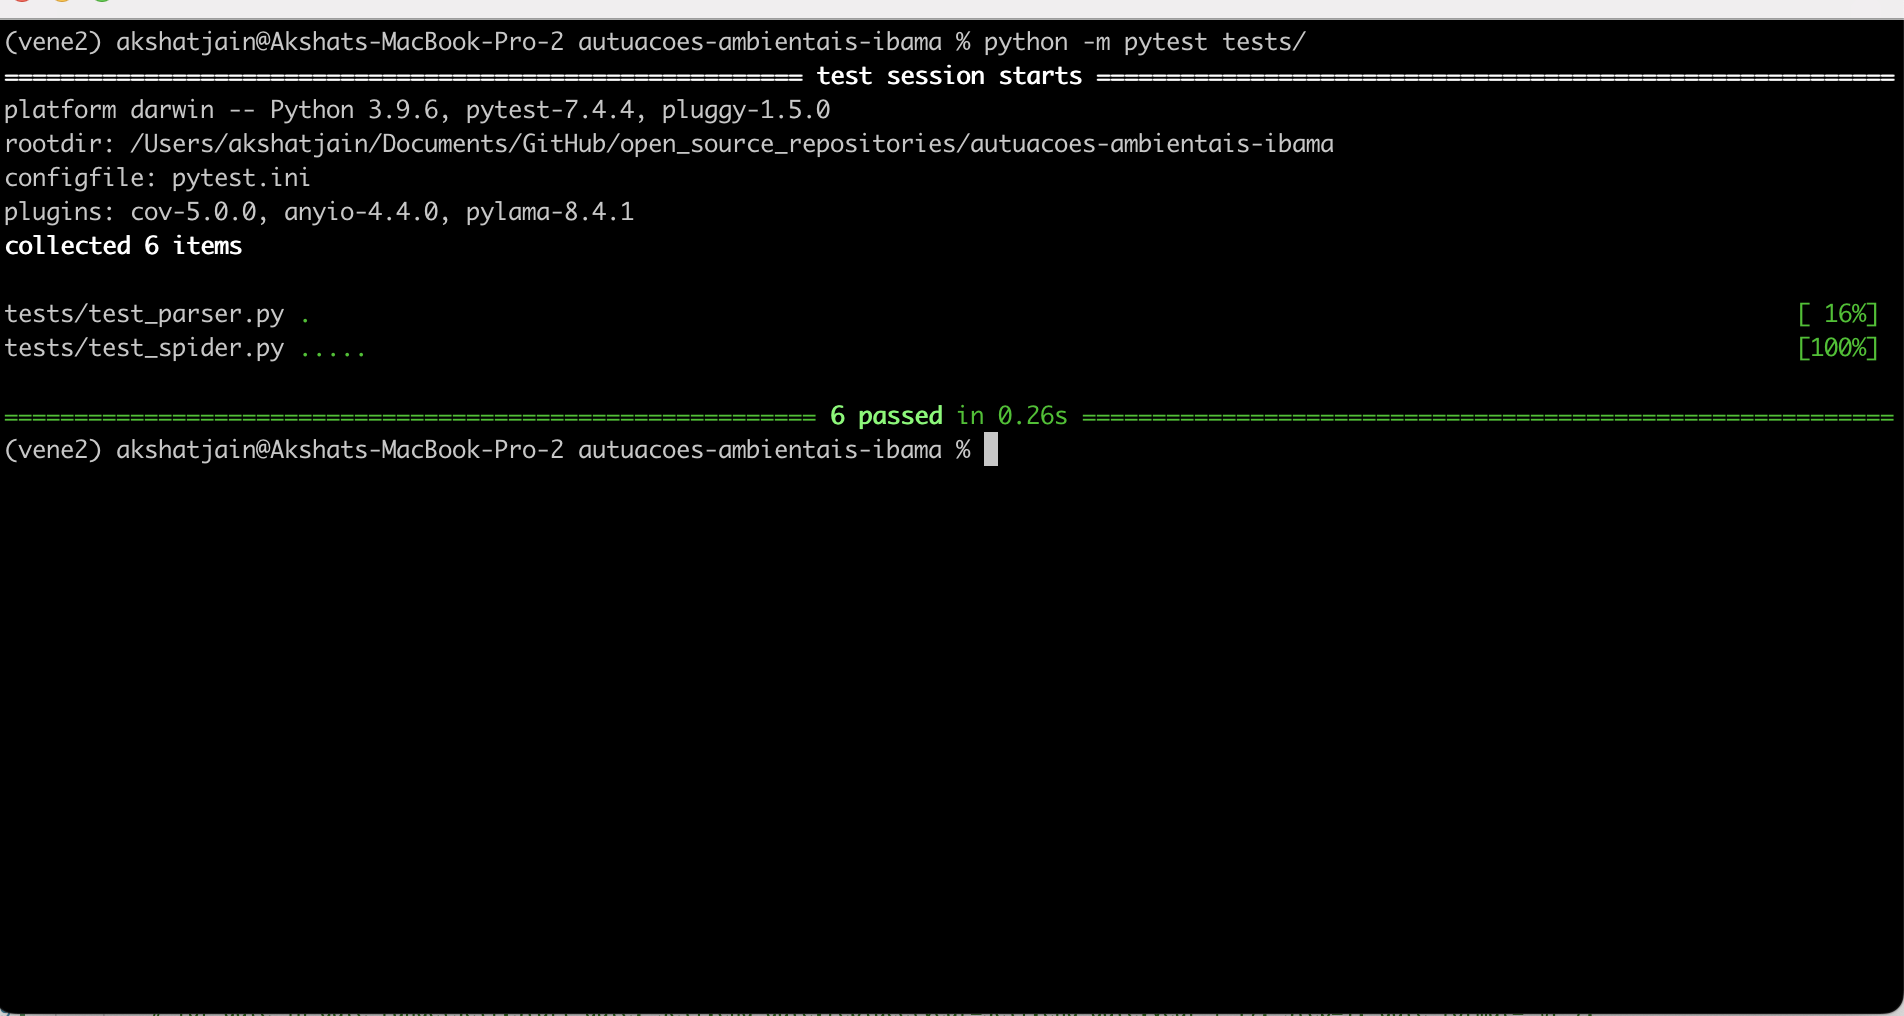 (vene2) akshatjain@Akshats-MacBook-Pro-2 autuacoes-ambientais-ibama % python -m pytest tests/
========================================================= test session starts =========================================================
platform darwin -- Python 3.9.6, pytest-7.4.4, pluggy-1.5.0
rootdir: /Users/akshatjain/Documents/GitHub/open_source_repositories/autuacoes-ambientais-ibama
configfile: pytest.ini
plugins: cov-5.0.0, anyio-4.4.0, pylama-8.4.1
collected 6 items
tests/test_parser.py . [ 16%]
tests/test_spider.py ..... [100%]
========================================================== 6 passed in 0.26s ==========================================================
(vene2) akshatjain@Akshats-MacBook-Pro-2 autuacoes-ambientais-ibama %